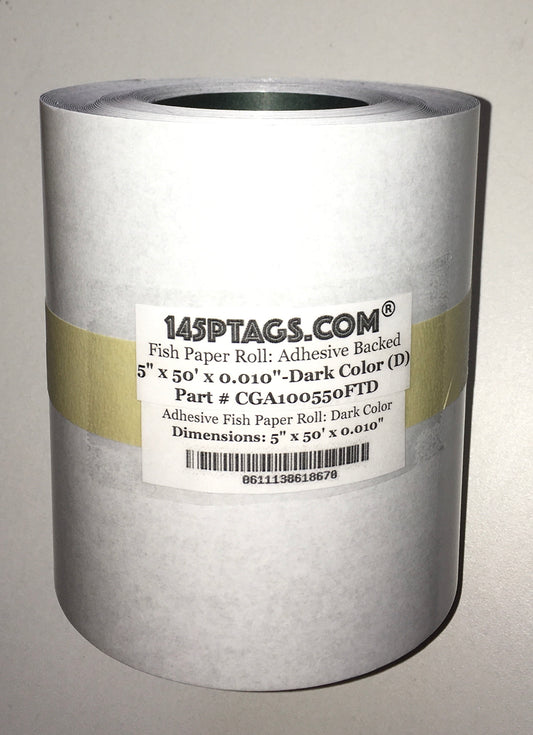 145PTAGS.COM®
Fish Paper Roll: Adhesive Backed
5" x 50' x 0.010"-Dark Color (D)
Part # CGA100550FTD
Adhesive Fish Paper Roll: Dark Color
Dimensions: 5" x 50' x 0.010"
0611138618670